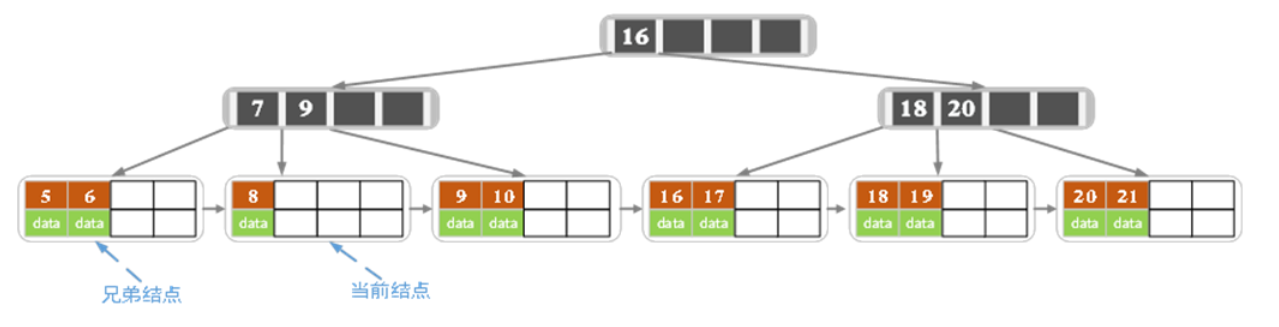 16
7 9
18 20
5 6
data data
8
data
9 10
data data
16 17
data data
18 19
data data
20 21
data data
兄弟结点
当前结点